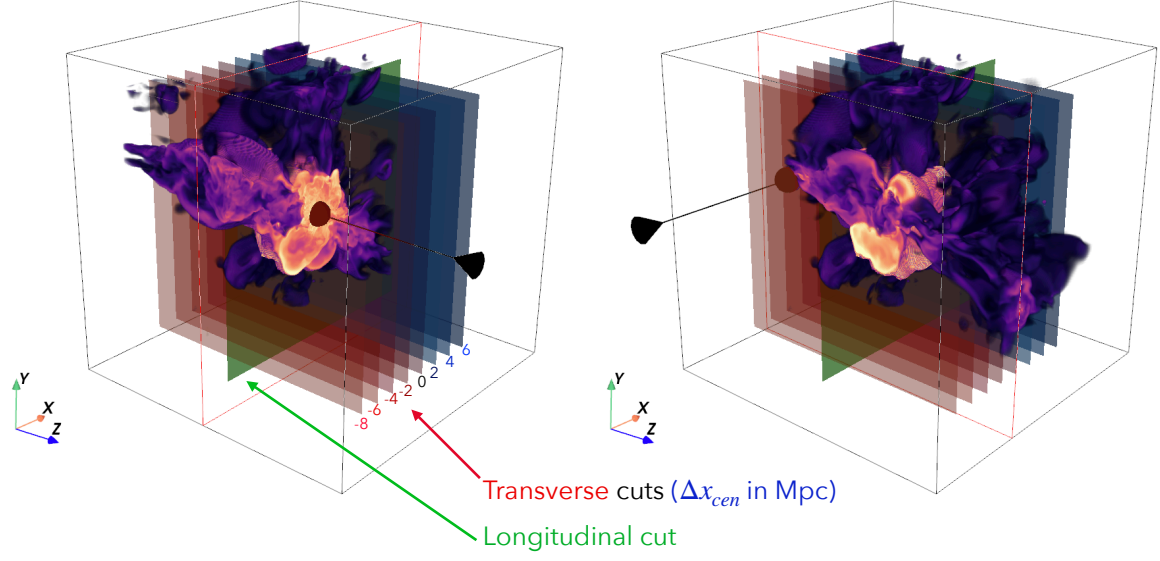 6
4
2
0
-2
-4
-6
-8
Y
X
Z
Y
X
Z
Transverse cuts (Δx_cen in Mpc)
Longitudinal cut